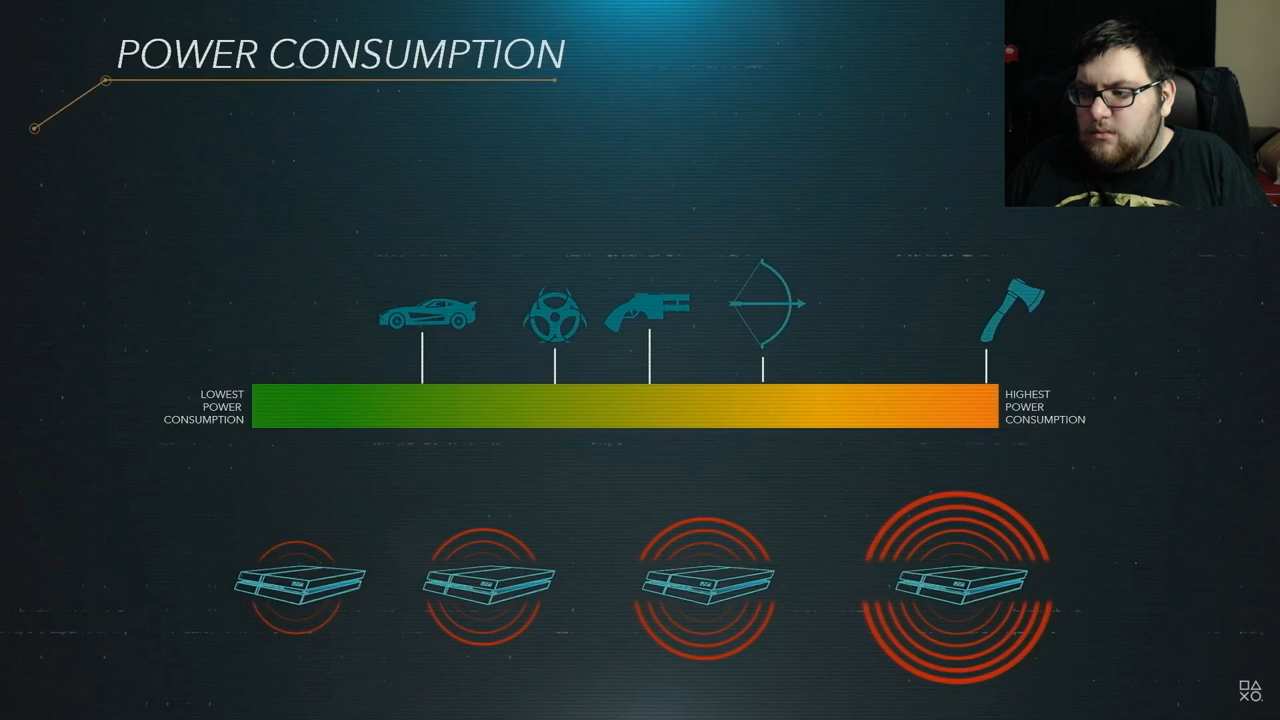 POWER CONSUMPTION
LOWEST
POWER
CONSUMPTION
HIGHEST
POWER
CONSUMPTION